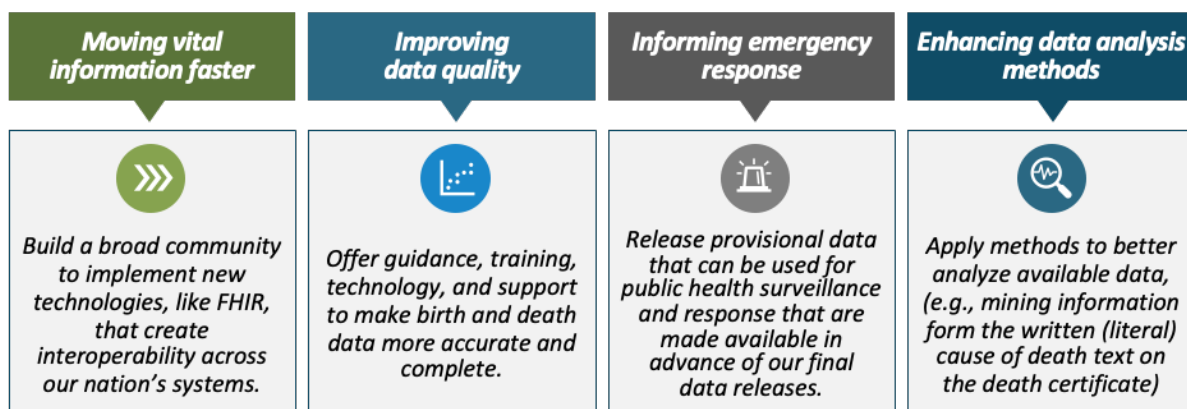 Moving vital
information faster
Build a broad community
to implement new
technologies, like FHIR,
that create
interoperability across
our nation's systems.
Improving
data quality
Offer guidance, training,
technology, and support
to make birth and death
data more accurate and
complete.
Informing emergency
response
Release provisional data
that can be used for
public health surveillance
and response that are
made available in
advance of our final
data releases.
Enhancing data analysis
methods
Apply methods to better
analyze available data,
(e.g., mining information
form the written (literal)
cause of death text on
the death certificate)